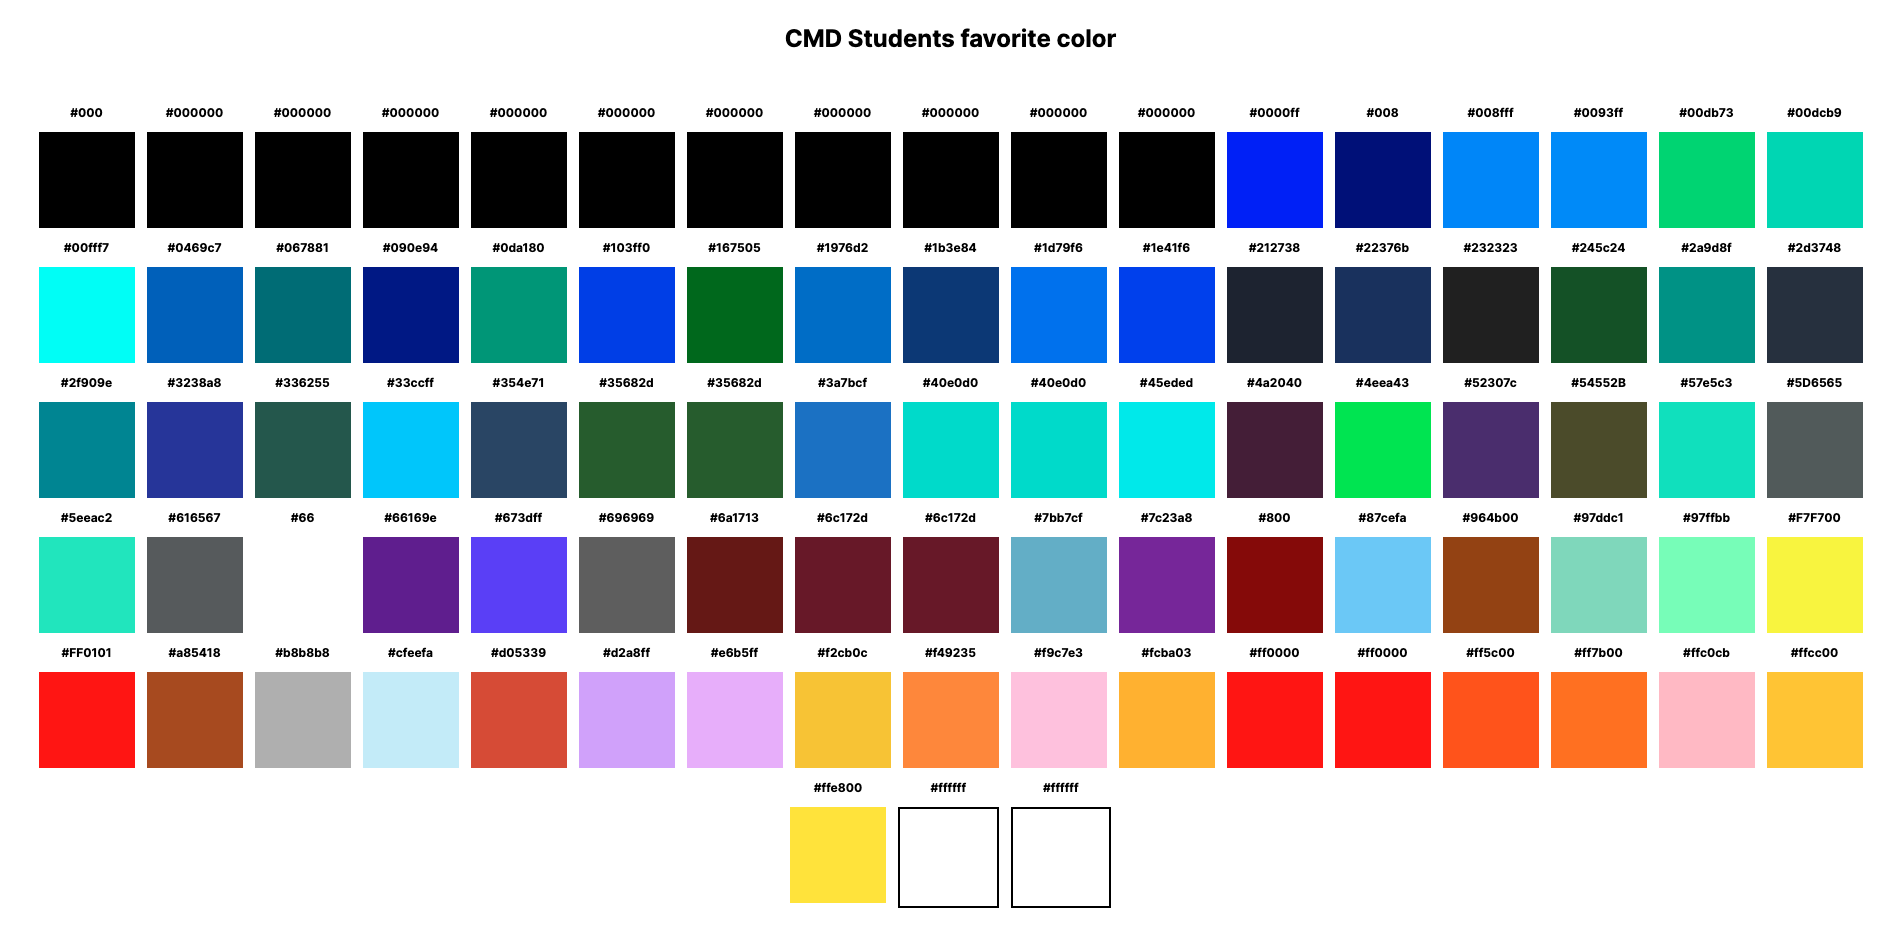 CMD Students favorite color
#000 #000000 #000000 #000000 #000000 #000000 #000000 #000000 #000000 #000000 #000000 #0000ff #008 #008fff #0093ff #00db73 #00dcb9
#00fff7 #0469c7 #067881 #090e94 #0da180 #103ff0 #167505 #1976d2 #1b3e84 #1d79f6 #1e41f6 #212738 #22376b #232323 #245c24 #2a9d8f #2d3748
#2f909e #3238a8 #336255 #33ccff #354e71 #35682d #35682d #3a7bcf #40e0d0 #40e0d0 #45eded #4a2040 #4eea43 #52307c #54552B #57e5c3 #5D6565
#5eeac2 #616567 #66 #66169e #673dff #696969 #6a1713 #6c172d #6c172d #7bb7cf #7c23a8 #800 #87cefa #964b00 #97ddc1 #97ffbb #F7F700
#FF0101 #a85418 #b8b8b8 #cfeefa #d05339 #d2a8ff #e6b5ff #f2cb0c #f49235 #f9c7e3 #fcba03 #ff0000 #ff0000 #ff5c00 #ff7b00 #ffc0cb #ffcc00
#ffe800 #ffffff #ffffff